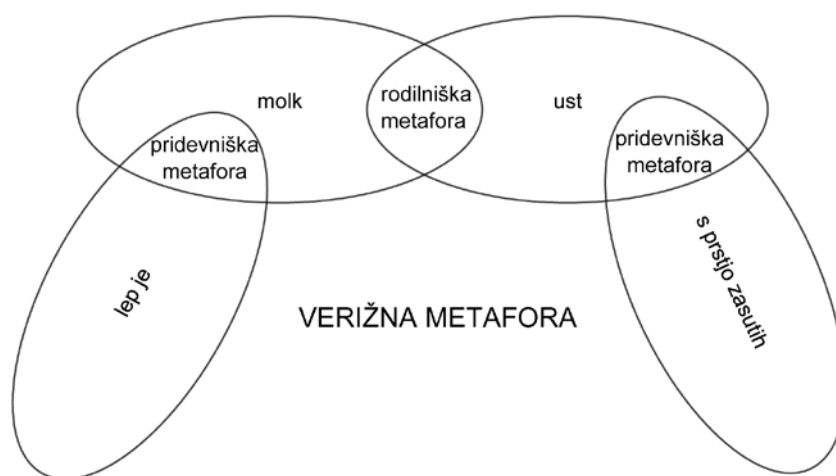 molk
rodilniška
metafora
ust
pridevniška
metafora
pridevniška
metafora
lep je
s prstjo zasutih
VERIŽNA METAFORA